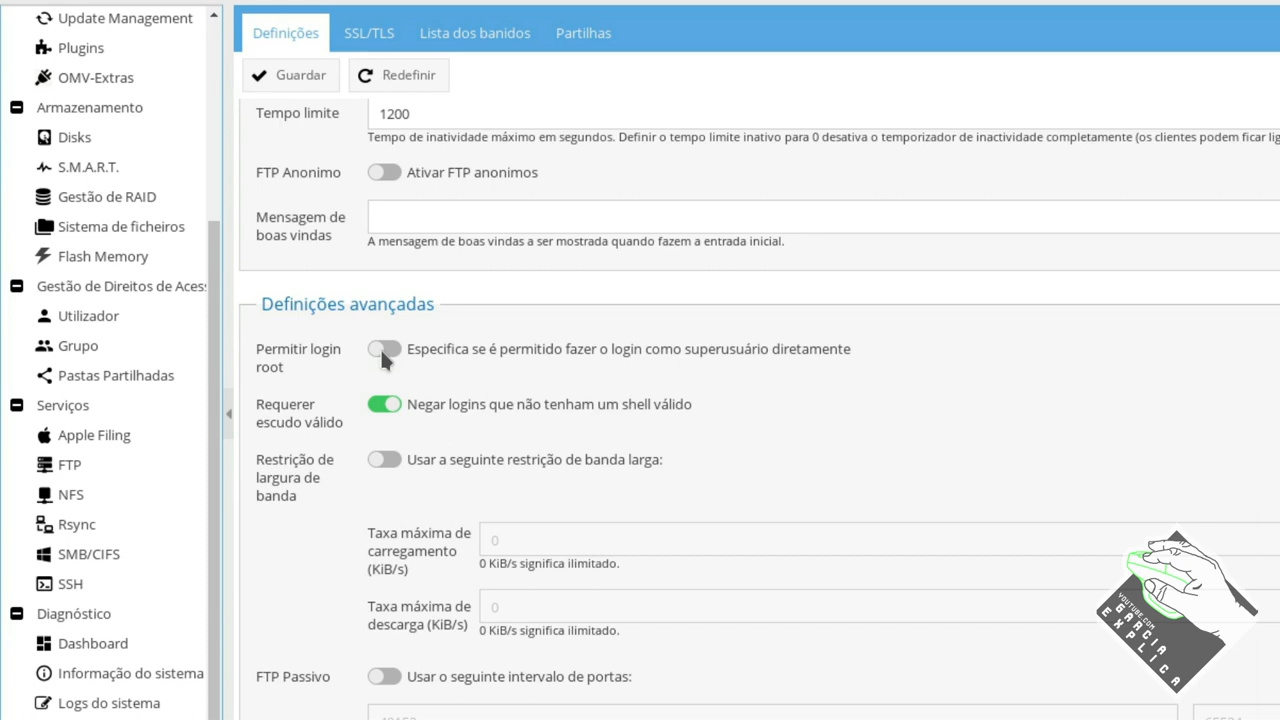 Update Management
Plugins
OMV-Extras
Armazenamento
Disks
S.M.A.R.T.
Gestão de RAID
Sistema de ficheiros
Flash Memory
Gestão de Direitos de Aces
Utilizador
Grupo
Pastas Partilhadas
Serviços
Apple Filing
FTP
NFS
Rsync
SMB/CIFS
SSH
Diagnóstico
Dashboard
Informação do sistema
Logs do sistema
Definições SSL/TLS Lista dos banidos Partilhas
Guardar Redefinir
Tempo limite 1200
Tempo de inatividade máximo em segundos. Definir o tempo limite inativo para 0 desativa o temporizador de inactividade completamente (os clientes podem ficar lig
FTP Anonimo Ativar FTP anonimos
Mensagem de
boas vindas
A mensagem de boas vindas a ser mostrada quando fazem a entrada inicial.
Definições avançadas
Permitir login
root
Especifica se é permitido fazer o login como superusuário diretamente
Requerer
escudo válido
Negar logins que não tenham um shell válido
Restrição de
largura de
banda
Usar a seguinte restrição de banda larga:
Taxa máxima de
carregamento
(KiB/s)
0
0 KiB/s significa ilimitado.
Taxa máxima de
descarga (KiB/s)
0
0 KiB/s significa ilimitado.
FTP Passivo Usar o seguinte intervalo de portas:
YOUTUBE.COM
GARCIA
EXPLICA